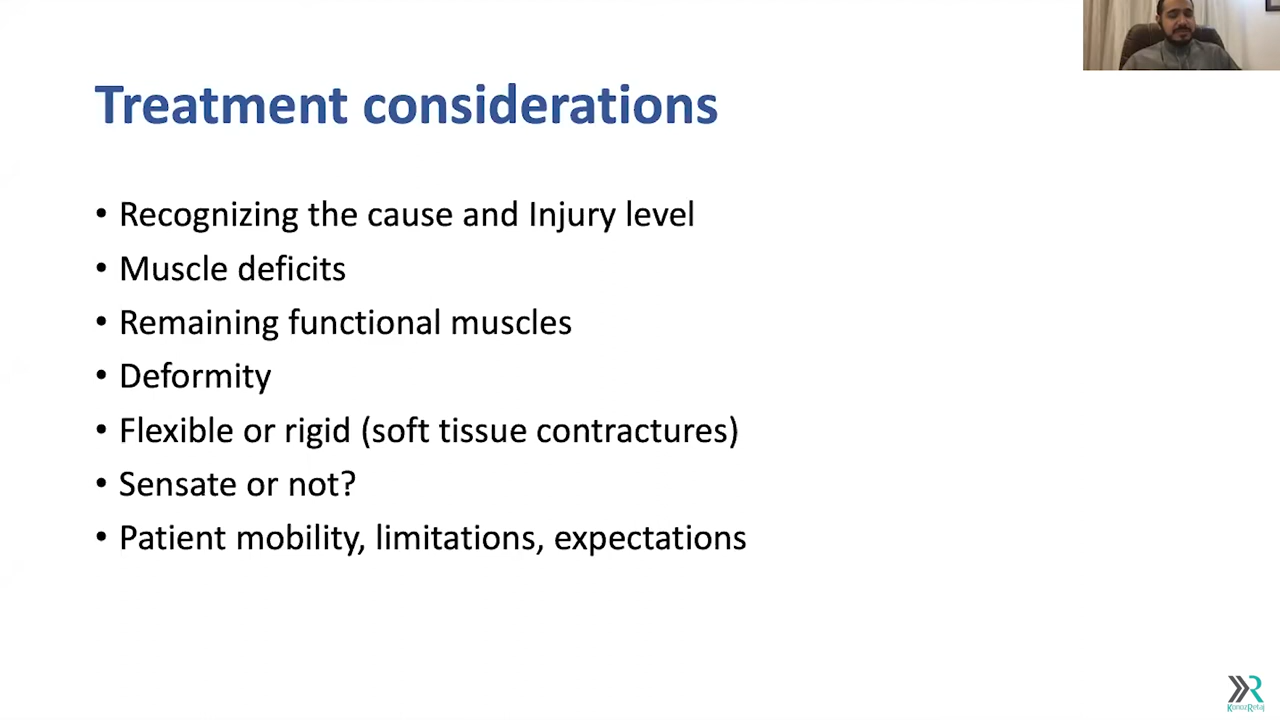 Treatment considerations
• Recognizing the cause and Injury level
• Muscle deficits
• Remaining functional muscles
• Deformity
• Flexible or rigid (soft tissue contractures)
• Sensate or not?
• Patient mobility, limitations, expectations
KonozRetaj